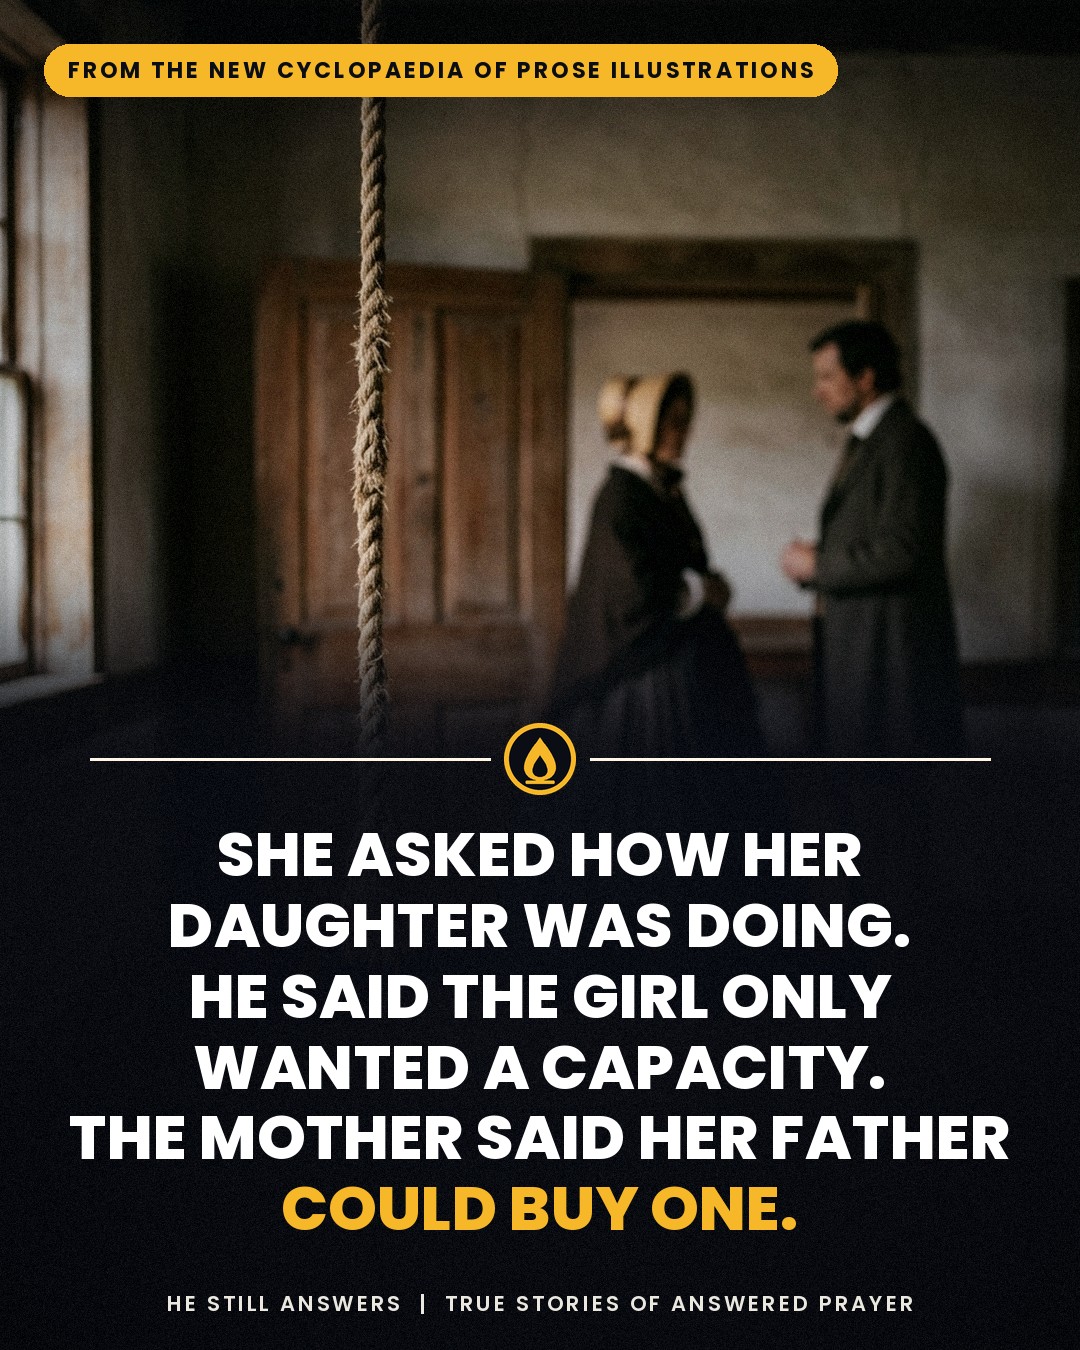 FROM THE NEW CYCLOPAEDIA OF PROSE ILLUSTRATIONS
SHE ASKED HOW HER
DAUGHTER WAS DOING.
HE SAID THE GIRL ONLY
WANTED A CAPACITY.
THE MOTHER SAID HER FATHER
COULD BUY ONE.
HE STILL ANSWERS | TRUE STORIES OF ANSWERED PRAYER